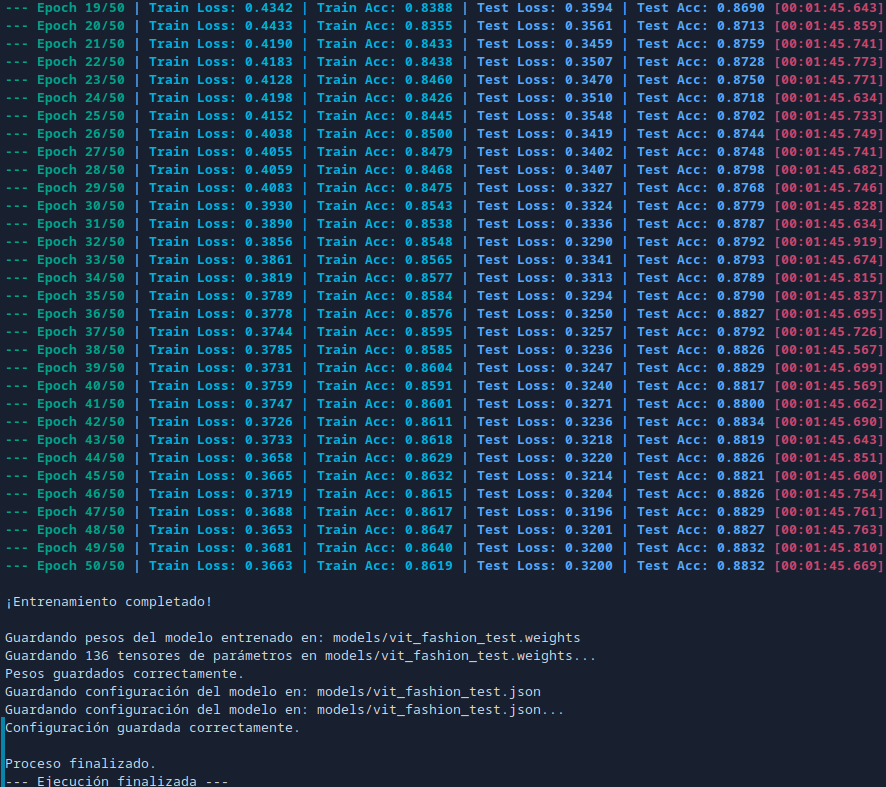 --- Epoch 19/50 | Train Loss: 0.4342 | Train Acc: 0.8388 | Test Loss: 0.3594 | Test Acc: 0.8690 [00:01:45.643]
--- Epoch 20/50 | Train Loss: 0.4433 | Train Acc: 0.8355 | Test Loss: 0.3561 | Test Acc: 0.8713 [00:01:45.859]
--- Epoch 21/50 | Train Loss: 0.4190 | Train Acc: 0.8433 | Test Loss: 0.3459 | Test Acc: 0.8759 [00:01:45.741]
--- Epoch 22/50 | Train Loss: 0.4183 | Train Acc: 0.8438 | Test Loss: 0.3507 | Test Acc: 0.8728 [00:01:45.773]
--- Epoch 23/50 | Train Loss: 0.4128 | Train Acc: 0.8460 | Test Loss: 0.3470 | Test Acc: 0.8750 [00:01:45.771]
--- Epoch 24/50 | Train Loss: 0.4198 | Train Acc: 0.8426 | Test Loss: 0.3510 | Test Acc: 0.8718 [00:01:45.634]
--- Epoch 25/50 | Train Loss: 0.4152 | Train Acc: 0.8445 | Test Loss: 0.3548 | Test Acc: 0.8702 [00:01:45.733]
--- Epoch 26/50 | Train Loss: 0.4038 | Train Acc: 0.8500 | Test Loss: 0.3419 | Test Acc: 0.8744 [00:01:45.749]
--- Epoch 27/50 | Train Loss: 0.4055 | Train Acc: 0.8479 | Test Loss: 0.3402 | Test Acc: 0.8748 [00:01:45.741]
--- Epoch 28/50 | Train Loss: 0.4059 | Train Acc: 0.8468 | Test Loss: 0.3407 | Test Acc: 0.8798 [00:01:45.682]
--- Epoch 29/50 | Train Loss: 0.4083 | Train Acc: 0.8475 | Test Loss: 0.3327 | Test Acc: 0.8768 [00:01:45.746]
--- Epoch 30/50 | Train Loss: 0.3930 | Train Acc: 0.8543 | Test Loss: 0.3324 | Test Acc: 0.8779 [00:01:45.828]
--- Epoch 31/50 | Train Loss: 0.3890 | Train Acc: 0.8538 | Test Loss: 0.3336 | Test Acc: 0.8787 [00:01:45.634]
--- Epoch 32/50 | Train Loss: 0.3856 | Train Acc: 0.8548 | Test Loss: 0.3290 | Test Acc: 0.8792 [00:01:45.919]
--- Epoch 33/50 | Train Loss: 0.3861 | Train Acc: 0.8565 | Test Loss: 0.3341 | Test Acc: 0.8793 [00:01:45.674]
--- Epoch 34/50 | Train Loss: 0.3819 | Train Acc: 0.8577 | Test Loss: 0.3313 | Test Acc: 0.8789 [00:01:45.815]
--- Epoch 35/50 | Train Loss: 0.3789 | Train Acc: 0.8584 | Test Loss: 0.3294 | Test Acc: 0.8790 [00:01:45.837]
--- Epoch 36/50 | Train Loss: 0.3778 | Train Acc: 0.8576 | Test Loss: 0.3250 | Test Acc: 0.8827 [00:01:45.695]
--- Epoch 37/50 | Train Loss: 0.3744 | Train Acc: 0.8595 | Test Loss: 0.3257 | Test Acc: 0.8792 [00:01:45.726]
--- Epoch 38/50 | Train Loss: 0.3785 | Train Acc: 0.8585 | Test Loss: 0.3236 | Test Acc: 0.8826 [00:01:45.567]
--- Epoch 39/50 | Train Loss: 0.3731 | Train Acc: 0.8604 | Test Loss: 0.3247 | Test Acc: 0.8829 [00:01:45.699]
--- Epoch 40/50 | Train Loss: 0.3759 | Train Acc: 0.8591 | Test Loss: 0.3240 | Test Acc: 0.8817 [00:01:45.569]
--- Epoch 41/50 | Train Loss: 0.3747 | Train Acc: 0.8601 | Test Loss: 0.3271 | Test Acc: 0.8800 [00:01:45.662]
--- Epoch 42/50 | Train Loss: 0.3726 | Train Acc: 0.8611 | Test Loss: 0.3236 | Test Acc: 0.8834 [00:01:45.690]
--- Epoch 43/50 | Train Loss: 0.3733 | Train Acc: 0.8618 | Test Loss: 0.3218 | Test Acc: 0.8819 [00:01:45.643]
--- Epoch 44/50 | Train Loss: 0.3658 | Train Acc: 0.8629 | Test Loss: 0.3220 | Test Acc: 0.8826 [00:01:45.851]
--- Epoch 45/50 | Train Loss: 0.3665 | Train Acc: 0.8632 | Test Loss: 0.3214 | Test Acc: 0.8821 [00:01:45.600]
--- Epoch 46/50 | Train Loss: 0.3719 | Train Acc: 0.8615 | Test Loss: 0.3204 | Test Acc: 0.8826 [00:01:45.754]
--- Epoch 47/50 | Train Loss: 0.3688 | Train Acc: 0.8617 | Test Loss: 0.3196 | Test Acc: 0.8829 [00:01:45.761]
--- Epoch 48/50 | Train Loss: 0.3653 | Train Acc: 0.8647 | Test Loss: 0.3201 | Test Acc: 0.8827 [00:01:45.763]
--- Epoch 49/50 | Train Loss: 0.3681 | Train Acc: 0.8640 | Test Loss: 0.3200 | Test Acc: 0.8832 [00:01:45.810]
--- Epoch 50/50 | Train Loss: 0.3663 | Train Acc: 0.8619 | Test Loss: 0.3200 | Test Acc: 0.8832 [00:01:45.669]
¡Entrenamiento completado!
Guardando pesos del modelo entrenado en: models/vit_fashion_test.weights
Guardando 136 tensores de parámetros en models/vit_fashion_test.weights...
Pesos guardados correctamente.
Guardando configuración del modelo en: models/vit_fashion_test.json
Guardando configuración del modelo en: models/vit_fashion_test.json...
Configuración guardada correctamente.
Proceso finalizado.
--- Ejecución finalizada ---